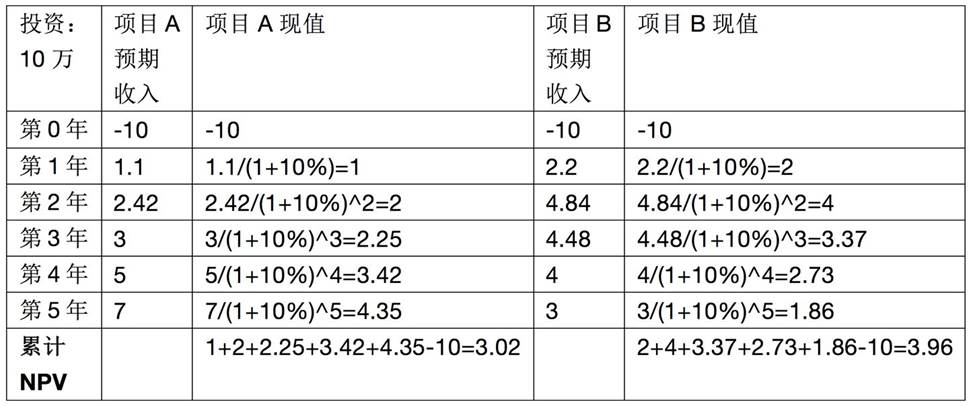 投资： 项目 A 项目 A 现值 项目 B 项目 B 现值
10 万 预期 预期
收入 收入
第 0 年 -10 -10 -10 -10
第 1 年 1.1 1.1/(1+10%)=1 2.2 2.2/(1+10%)=2
第 2 年 2.42 2.42/(1+10%)^2=2 4.84 4.84/(1+10%)^2=4
第 3 年 3 3/(1+10%)^3=2.25 4.48 4.48/(1+10%)^3=3.37
第 4 年 5 5/(1+10%)^4=3.42 4 4/(1+10%)^4=2.73
第 5 年 7 7/(1+10%)^5=4.35 3 3/(1+10%)^5=1.86
累计 1+2+2.25+3.42+4.35-10=3.02 2+4+3.37+2.73+1.86-10=3.96
NPV